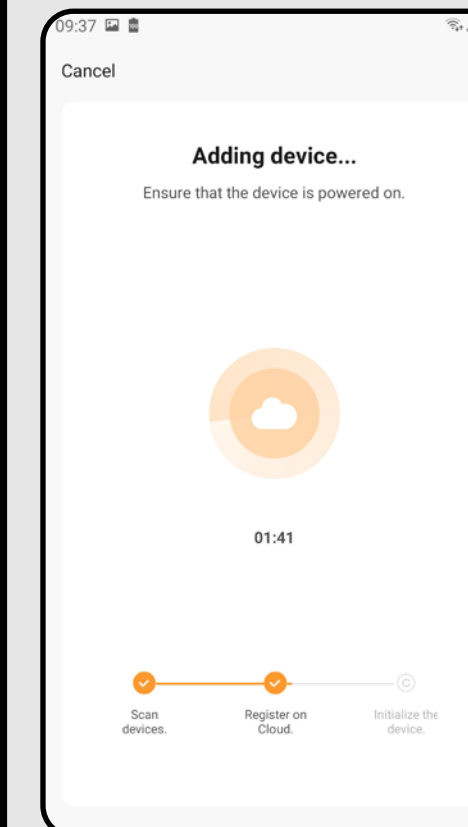 09:37
Cancel
Adding device...
Ensure that the device is powered on.
01:41
Scan
devices.
Register on
Cloud.
Initialize the
device.